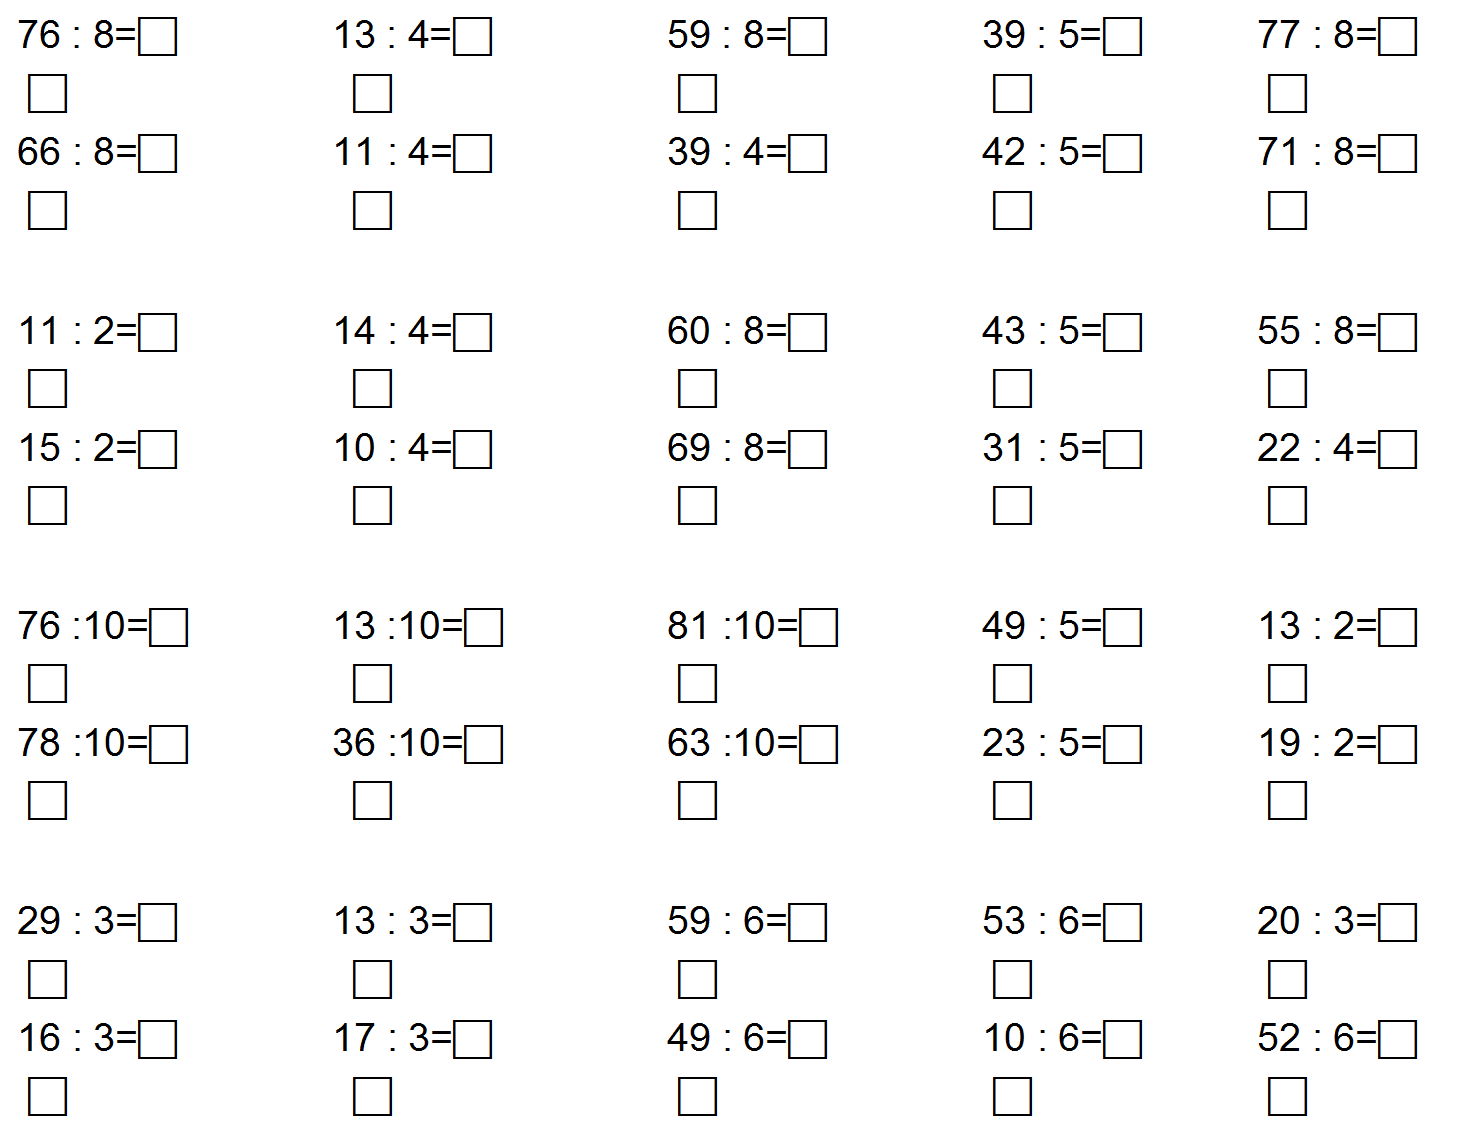 76 : 8=☐ 13 : 4=☐ 59 : 8=☐ 39 : 5=☐ 77 : 8=☐
☐ ☐ ☐ ☐ ☐
66 : 8=☐ 11 : 4=☐ 39 : 4=☐ 42 : 5=☐ 71 : 8=☐
☐ ☐ ☐ ☐ ☐
11 : 2=☐ 14 : 4=☐ 60 : 8=☐ 43 : 5=☐ 55 : 8=☐
☐ ☐ ☐ ☐ ☐
15 : 2=☐ 10 : 4=☐ 69 : 8=☐ 31 : 5=☐ 22 : 4=☐
☐ ☐ ☐ ☐ ☐
76 :10=☐ 13 :10=☐ 81 :10=☐ 49 : 5=☐ 13 : 2=☐
☐ ☐ ☐ ☐ ☐
78 :10=☐ 36 :10=☐ 63 :10=☐ 23 : 5=☐ 19 : 2=☐
☐ ☐ ☐ ☐ ☐
29 : 3=☐ 13 : 3=☐ 59 : 6=☐ 53 : 6=☐ 20 : 3=☐
☐ ☐ ☐ ☐ ☐
16 : 3=☐ 17 : 3=☐ 49 : 6=☐ 10 : 6=☐ 52 : 6=☐
☐ ☐ ☐ ☐ ☐